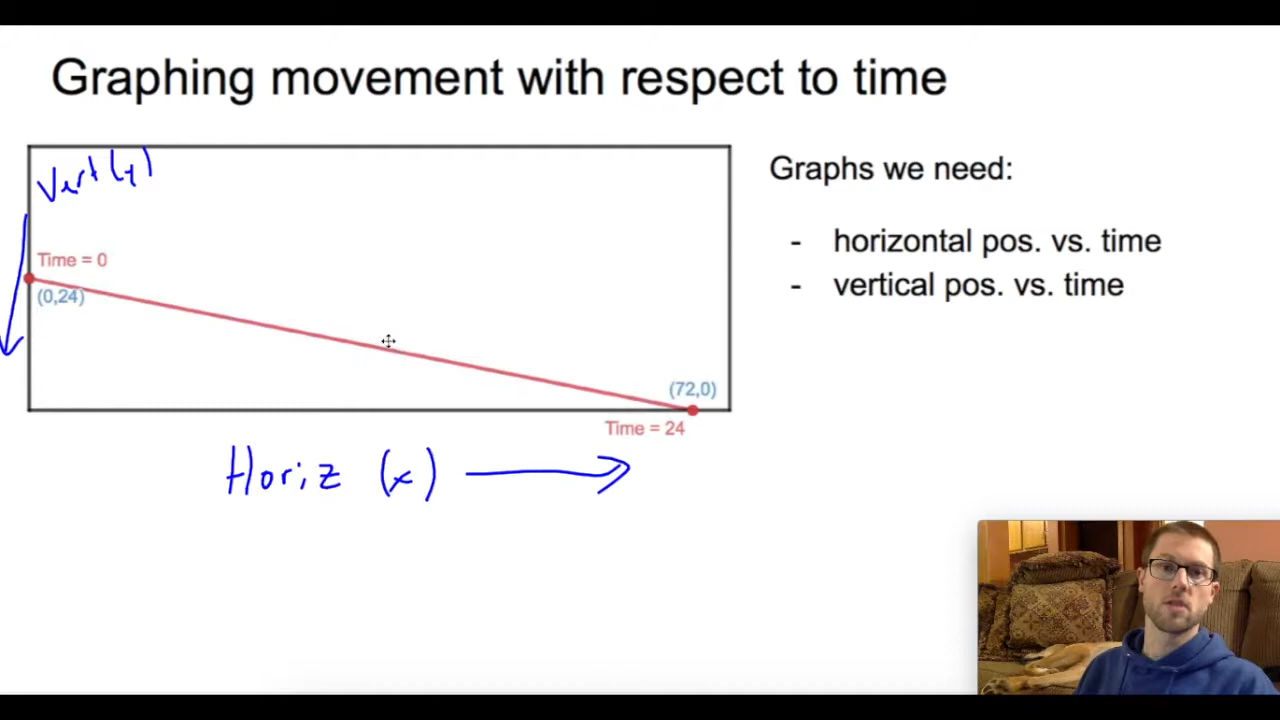 Graphing movement with respect to time
Vert(y)
Time = 0
(0,24)
(72,0)
Time = 24
Horiz (x)
Graphs we need:
- horizontal pos. vs. time
- vertical pos. vs. time